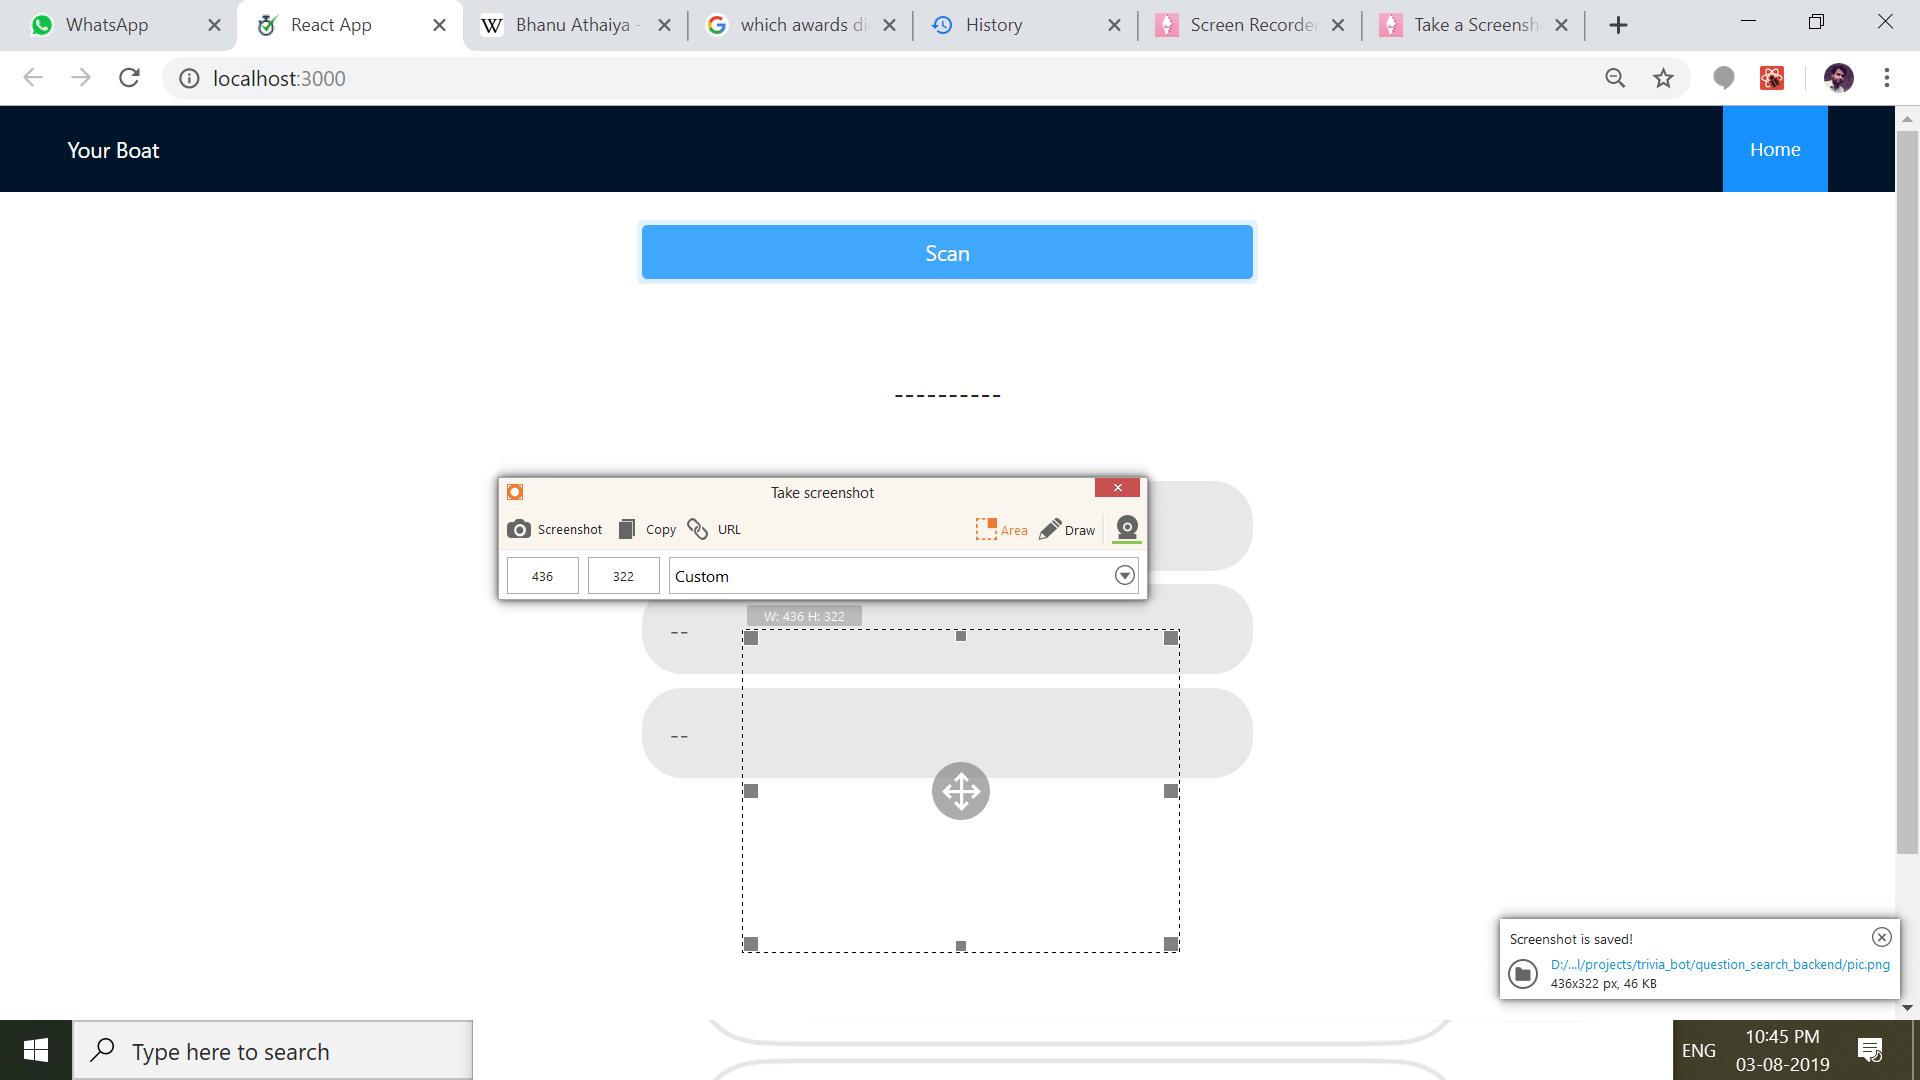 WhatsApp
React App
Bhanu Athaiya -
which awards di
History
Screen Recorder
Take a Screensh
localhost:3000
Your Boat
Home
Scan
----------
Take screenshot
Screenshot
Copy
URL
Area
Draw
436
322
Custom
W: 436 H: 322
--
--
Screenshot is saved!
D:/...l/projects/trivia_bot/question_search_backend/pic.png
436x322 px, 46 KB
Type here to search
ENG
10:45 PM
03-08-2019